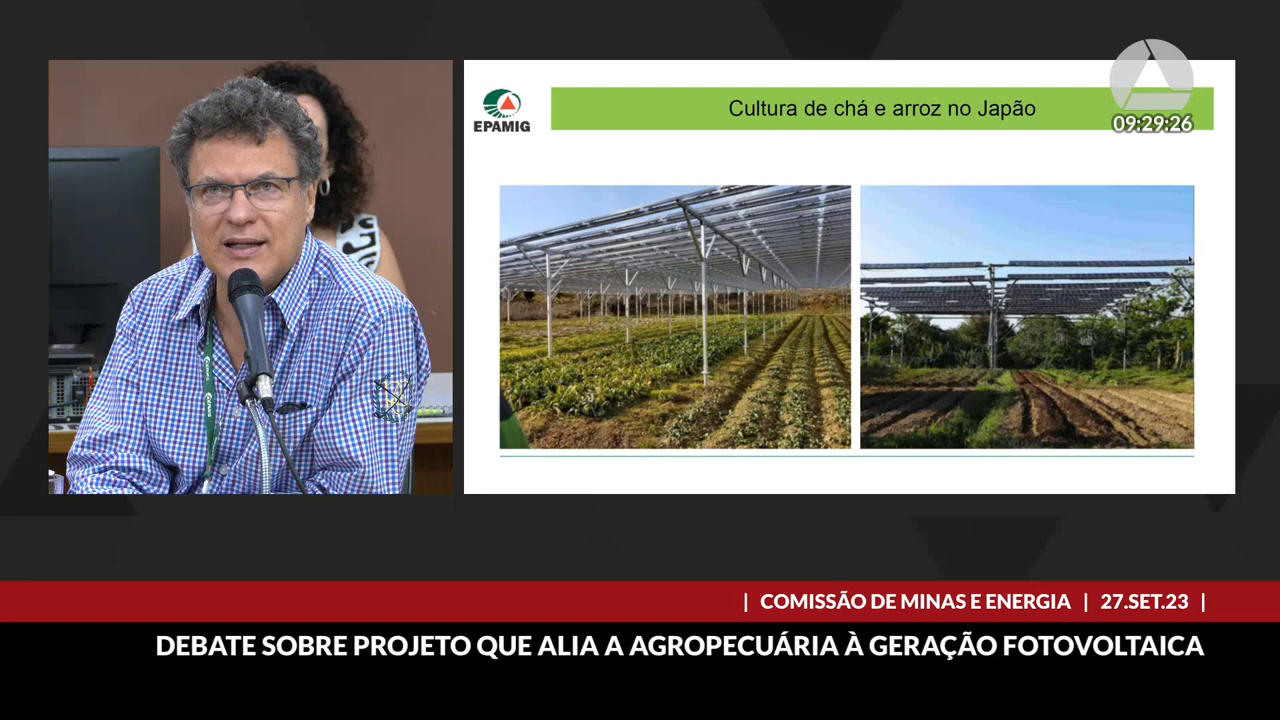 EPAMIG
Cultura de chá e arroz no Japão
09:29:26
| COMISSÃO DE MINAS E ENERGIA | 27.SET.23 |
DEBATE SOBRE PROJETO QUE ALIA A AGROPECUÁRIA À GERAÇÃO FOTOVOLTAICA